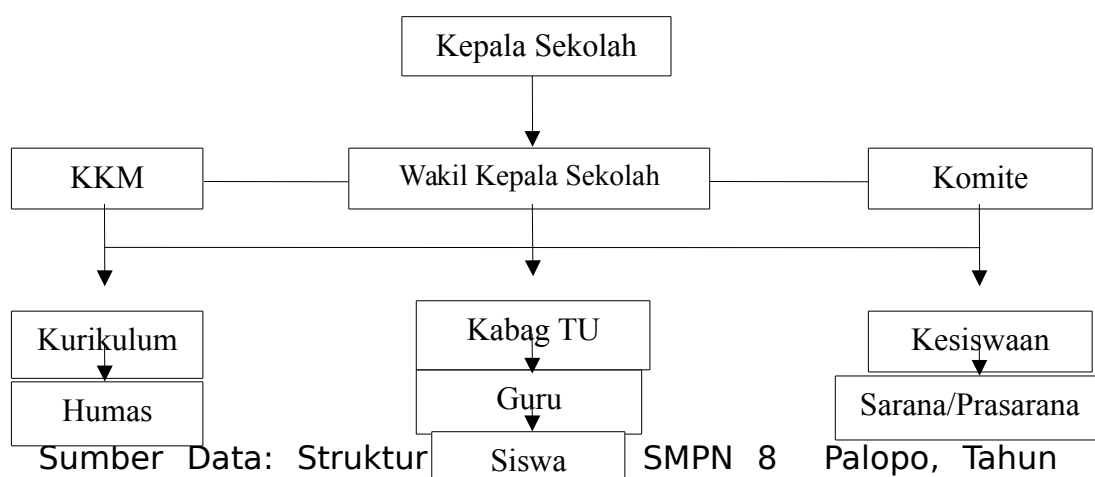 Kepala Sekolah
KKM Wakil Kepala Sekolah Komite
Kurikulum Kabag TU Kesiswaan
Humas Guru Sarana/Prasarana
Siswa
Sumber Data: Struktur SMPN 8 Palopo, Tahun